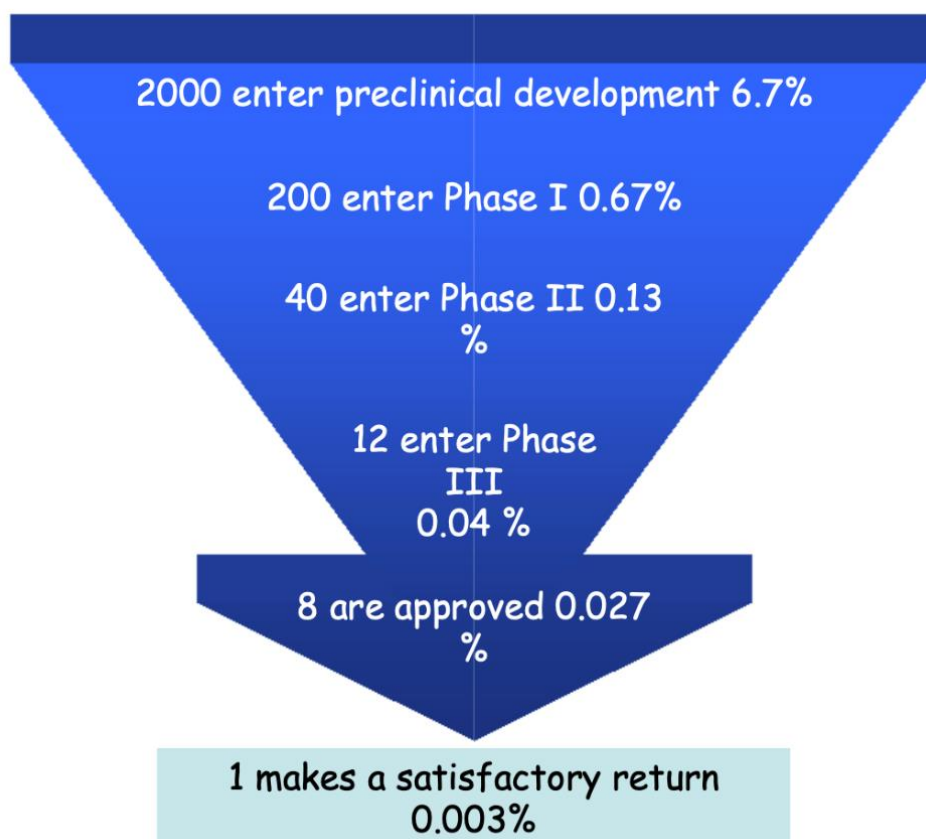 2000 enter preclinical development 6.7%
200 enter Phase I 0.67%
40 enter Phase II 0.13
%
12 enter Phase
III
0.04 %
8 are approved 0.027
%
1 makes a satisfactory return
0.003%